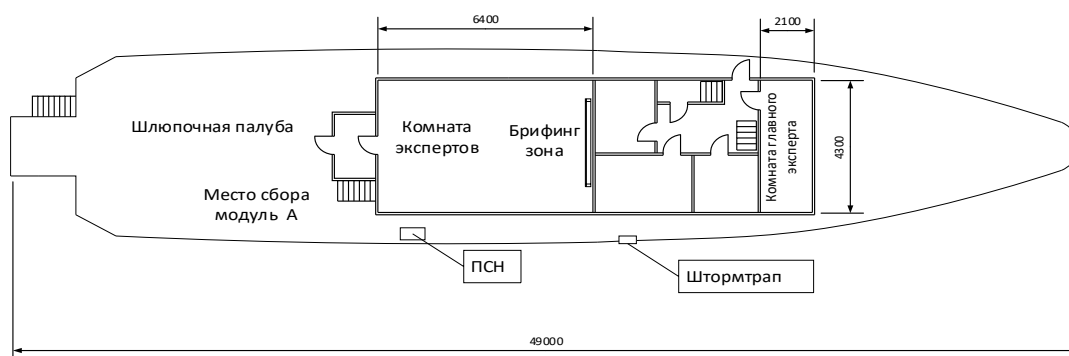 6400
2100
Шлюпочная палуба
Комната
экспертов
Брифинг
зона
Комната главного
эксперта
4300
Место сбора
модуль А
ПСН
Штормтрап
49000